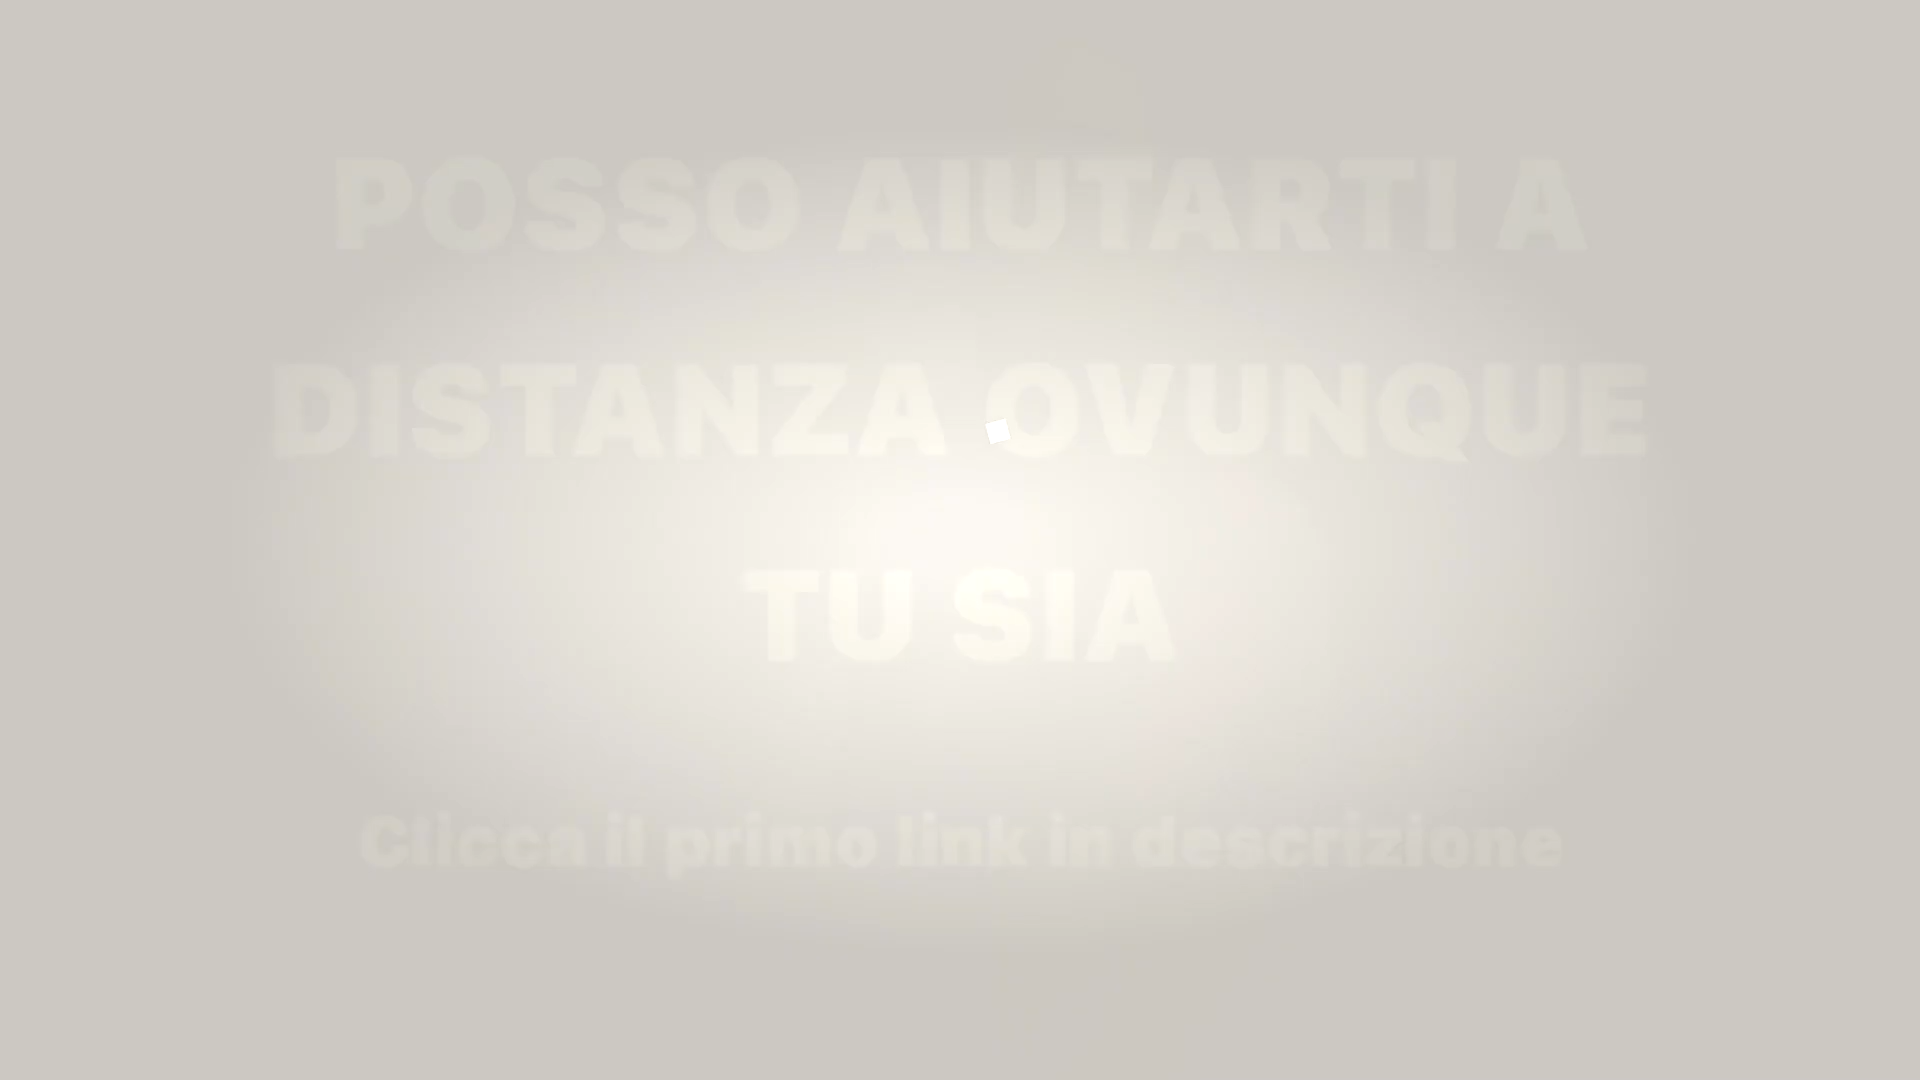 POSSO AIUTARTI A
DISTANZA OVUNQUE
TU SIA
Clicca il primo link in descrizione